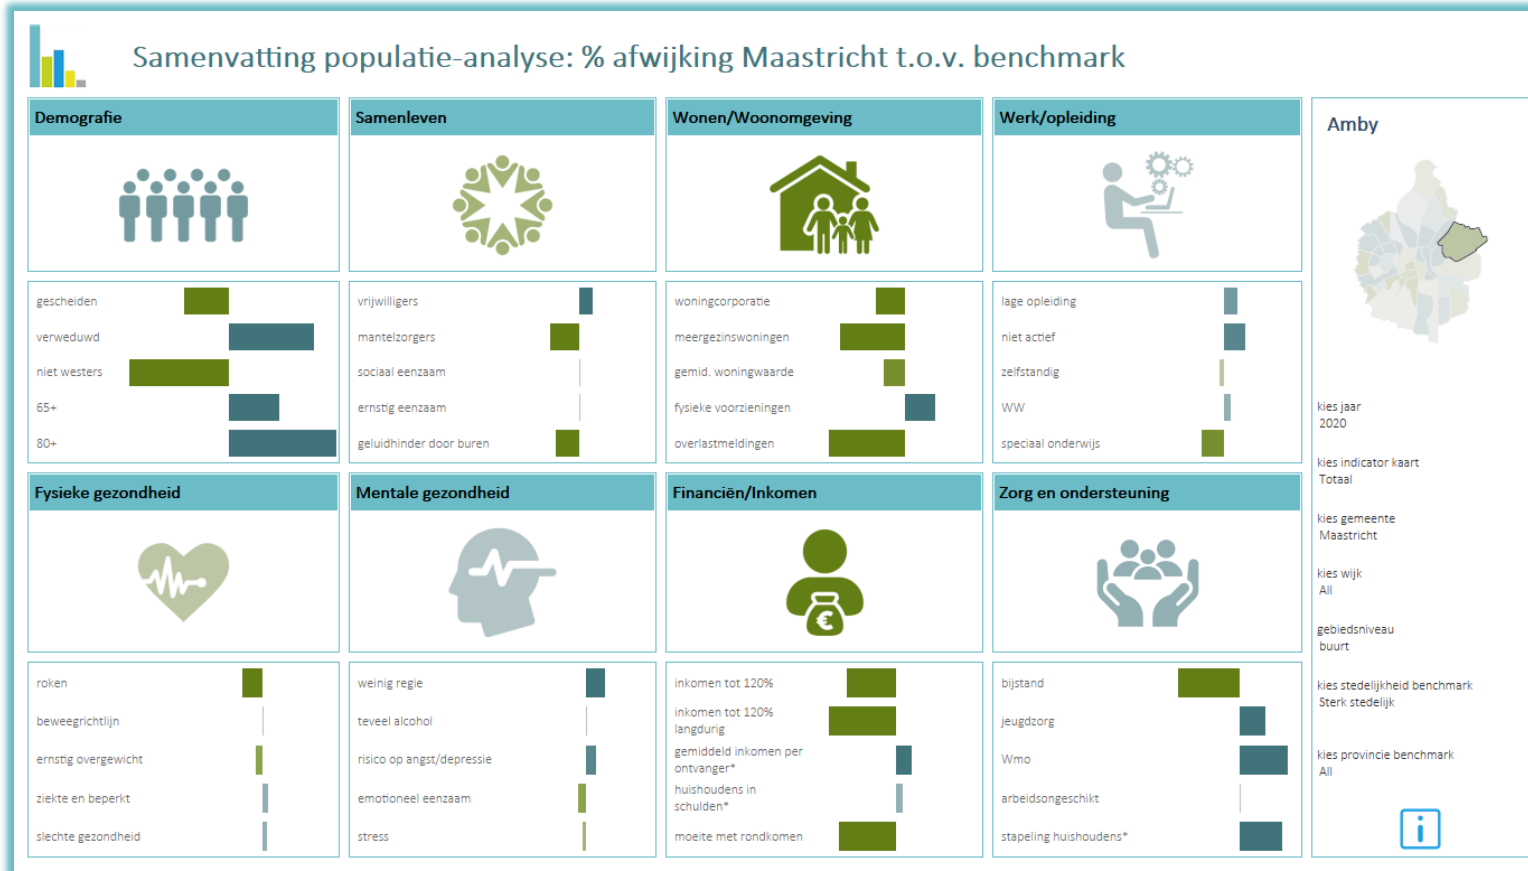 Samenvatting populatie-analyse: % afwijking Maastricht t.o.v. benchmark
Demografie
gescheiden
verweduwd
niet westers
65+
80+
Samenleven
vrijwilligers
mantelzorgers
sociaal eenzaam
ernstig eenzaam
geluidhinder door buren
Wonen/Woonomgeving
woningcorporatie
meergezinswoningen
gemid. woningwaarde
fysieke voorzieningen
overlastmeldingen
Werk/opleiding
lage opleiding
niet actief
zelfstandig
WW
speciaal onderwijs
Fysieke gezondheid
roken
beweegrichtlijn
ernstig overgewicht
ziekte en beperkt
slechte gezondheid
Mentale gezondheid
weinig regie
teveel alcohol
risico op angst/depressie
emotioneel eenzaam
stress
Financiën/Inkomen
€
inkomen tot 120%
inkomen tot 120%
langdurig
gemiddeld inkomen per
ontvanger*
huishoudens in
schulden*
moeite met rondkomen
Zorg en ondersteuning
bijstand
jeugdzorg
Wmo
arbeidsongeschikt
stapeling huishoudens*
Amby
kies jaar
2020
kies indicator kaart
Totaal
kies gemeente
Maastricht
kies wijk
All
gebiedsniveau
buurt
kies stedelijkheid benchmark
Sterk stedelijk
kies provincie benchmark
All
i